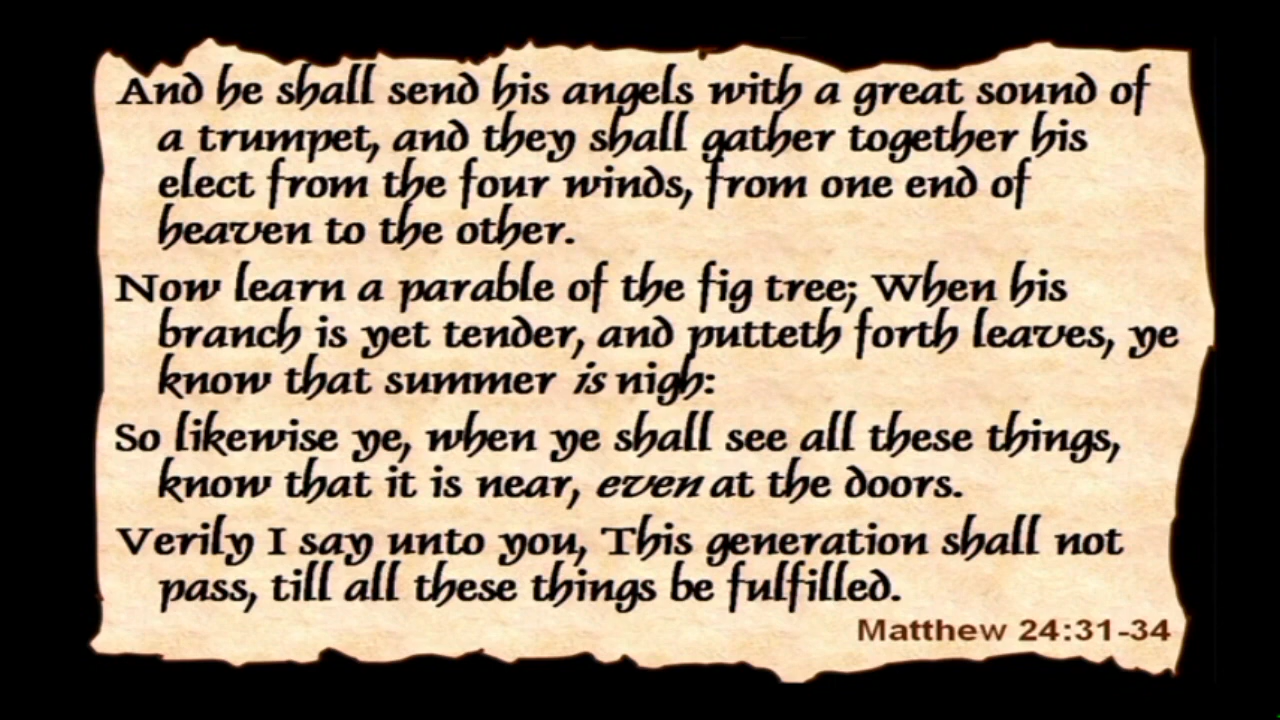 And he shall send his angels with a great sound of
a trumpet, and they shall gather together his
elect from the four winds, from one end of
heaven to the other.
Now learn a parable of the fig tree; When his
branch is yet tender, and putteth forth leaves, ye
know that summer is nigh:
So likewise ye, when ye shall see all these things,
know that it is near, even at the doors.
Verily I say unto you, This generation shall not
pass, till all these things be fulfilled.
Matthew 24:31-34